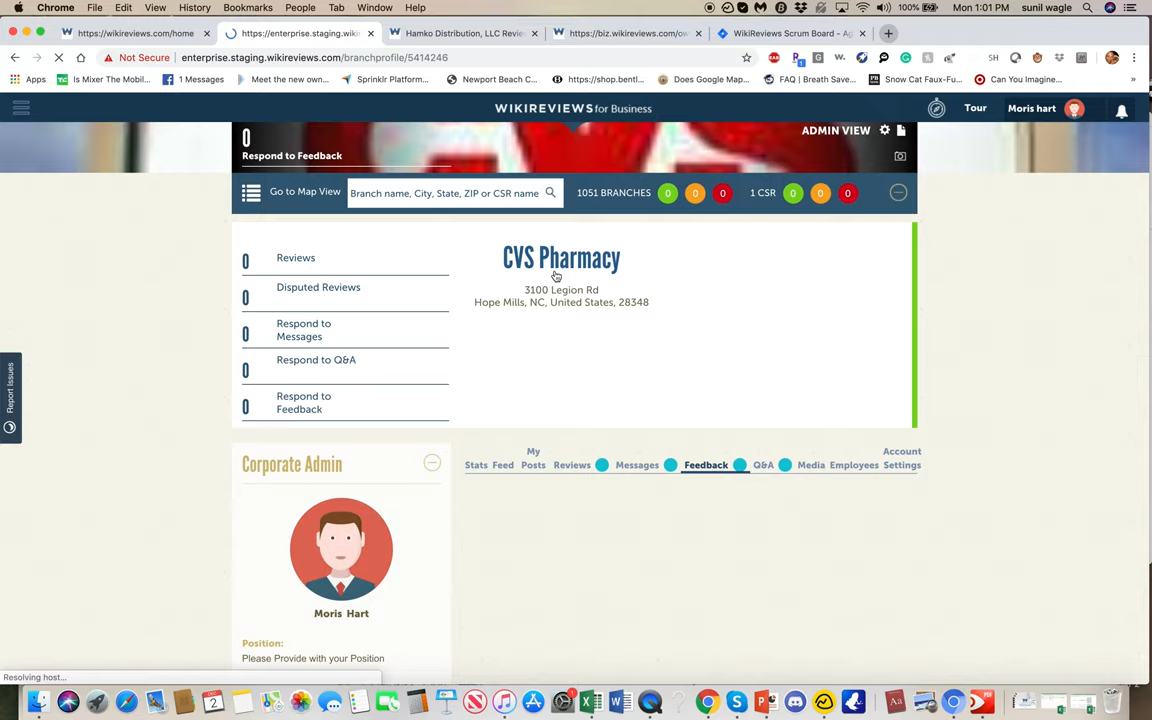 Chrome File Edit View History Bookmarks People Tab Window Help
100% Mon 1:01 PM sunil wagle
https://wikireviews.com/home
https://enterprise.staging.wiki
Hamko Distribution, LLC Revie
https://biz.wikireviews.com/ow
WikiReviews Scrum Board - Ag
Not Secure enterprise.staging.wikireviews.com/branchprofile/5414246
Apps Is Mixer The Mobil... 1 Messages Meet the new own... Sprinklr Platform... Newport Beach C... https://shop.bentl... Does Google Map... FAQ | Breath Save... Snow Cat Faux-Fu... Can You Imagine...
WIKIREVIEWS for Business
Tour
Moris hart
0
Respond to Feedback
ADMIN VIEW
Go to Map View
Branch name, City, State, ZIP or CSR name
1051 BRANCHES 0 0 0
1 CSR 0 0 0
0 Reviews
0 Disputed Reviews
0 Respond to
Messages
0 Respond to Q&A
0 Respond to
Feedback
CVS Pharmacy
3100 Legion Rd
Hope Mills, NC, United States, 28348
Report Issues
Corporate Admin
Stats Feed My
Posts Reviews Messages Feedback Q&A Media Employees Account
Settings
Moris Hart
Position:
Please Provide with your Position
Resolving host...